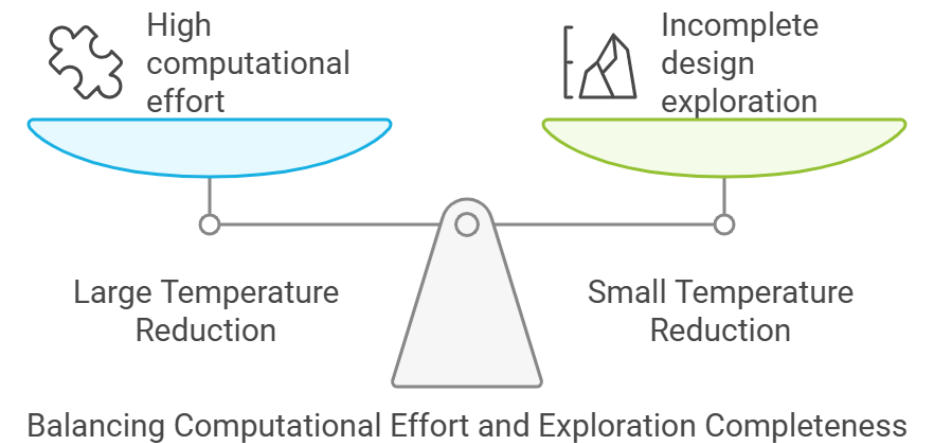 High
computational
effort
Incomplete
design
exploration
Large Temperature
Reduction
Small Temperature
Reduction
Balancing Computational Effort and Exploration Completeness